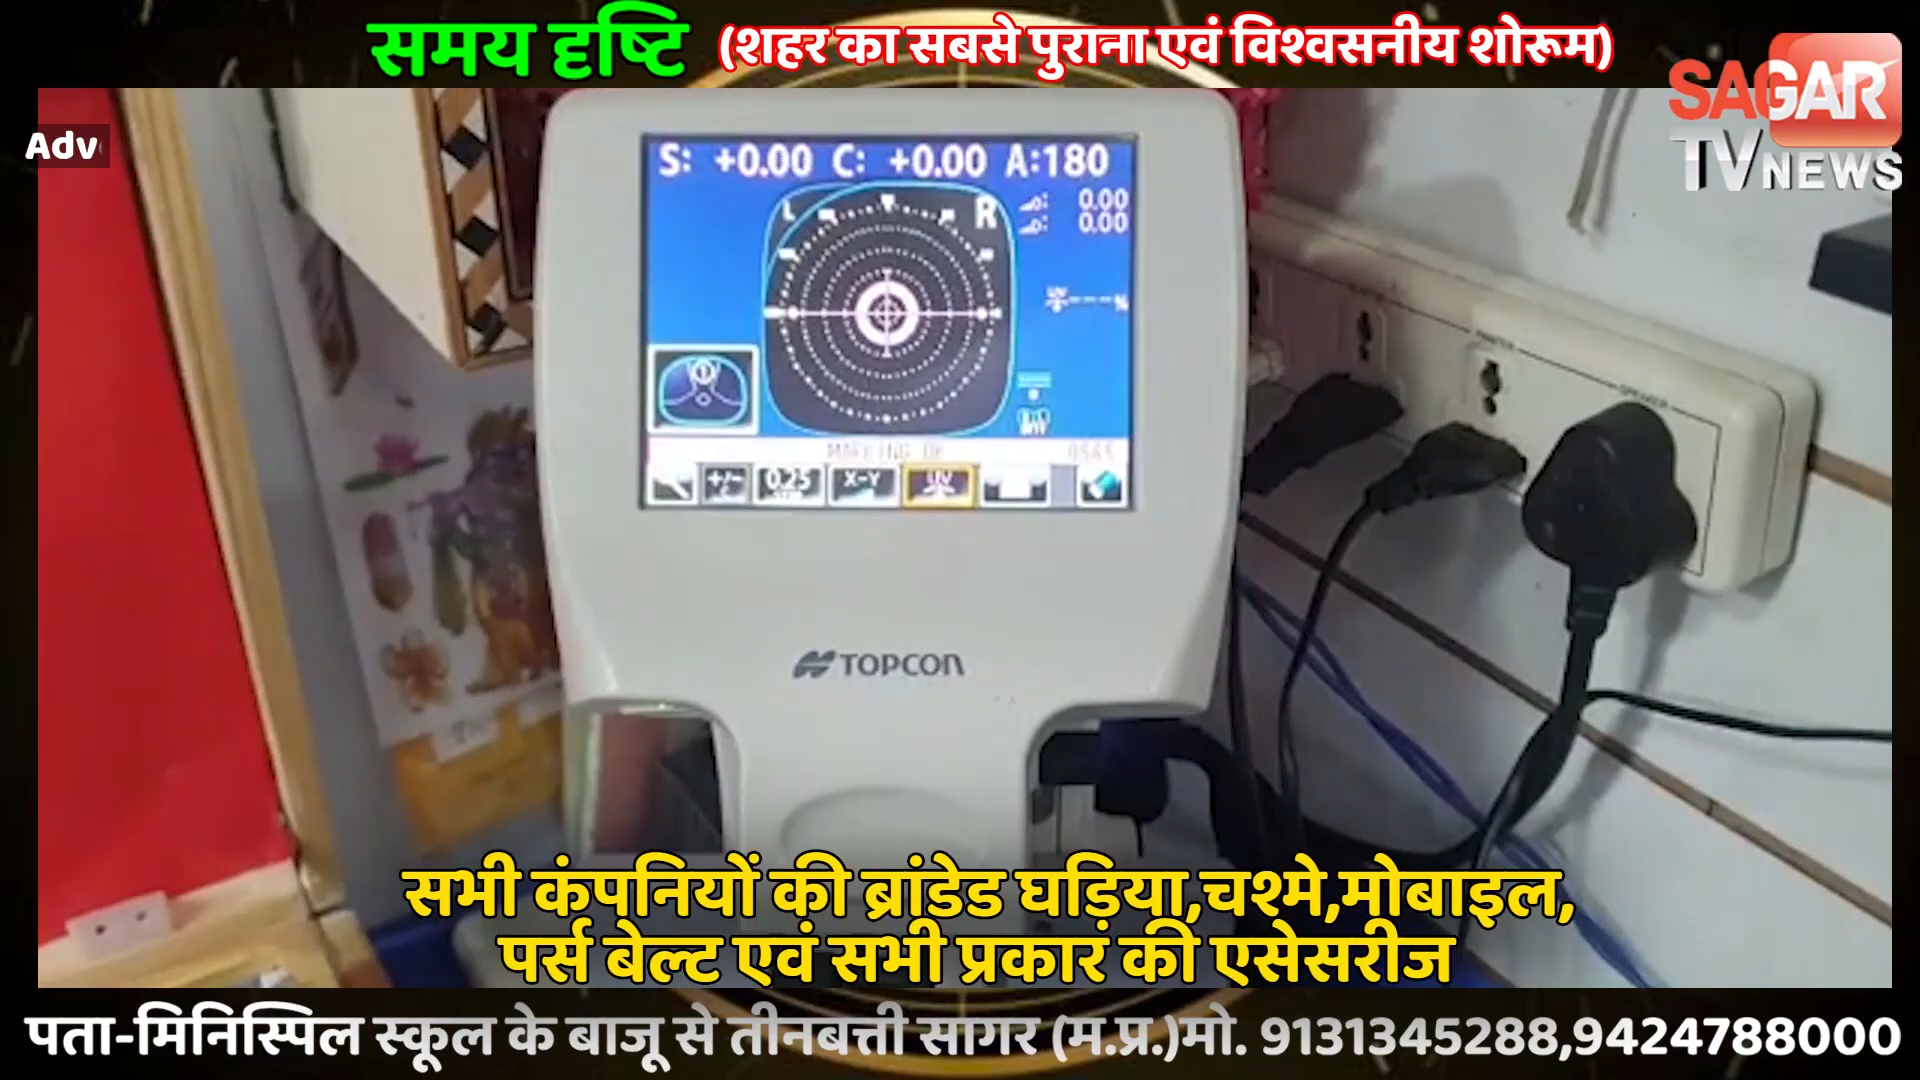 समय दृष्टि (शहर का सबसे पुराना एवं विश्वसनीय शोरूम)
SAGAR
TV NEWS
Adv
S: +0.00 C: +0.00 A:180
L R
0.00
0.00
UV
---%
1
+/-
0.25
X-Y
UV
TOPCON
सभी कंपनियों की ब्रांडेड घड़िया,चश्मे,मोबाइल,
पर्स बेल्ट एवं सभी प्रकार की एसेसरीज
पता-मिनिस्पिल स्कूल के बाजू से तीनबत्ती सागर (म.प्र.)मो. 9131345288,9424788000